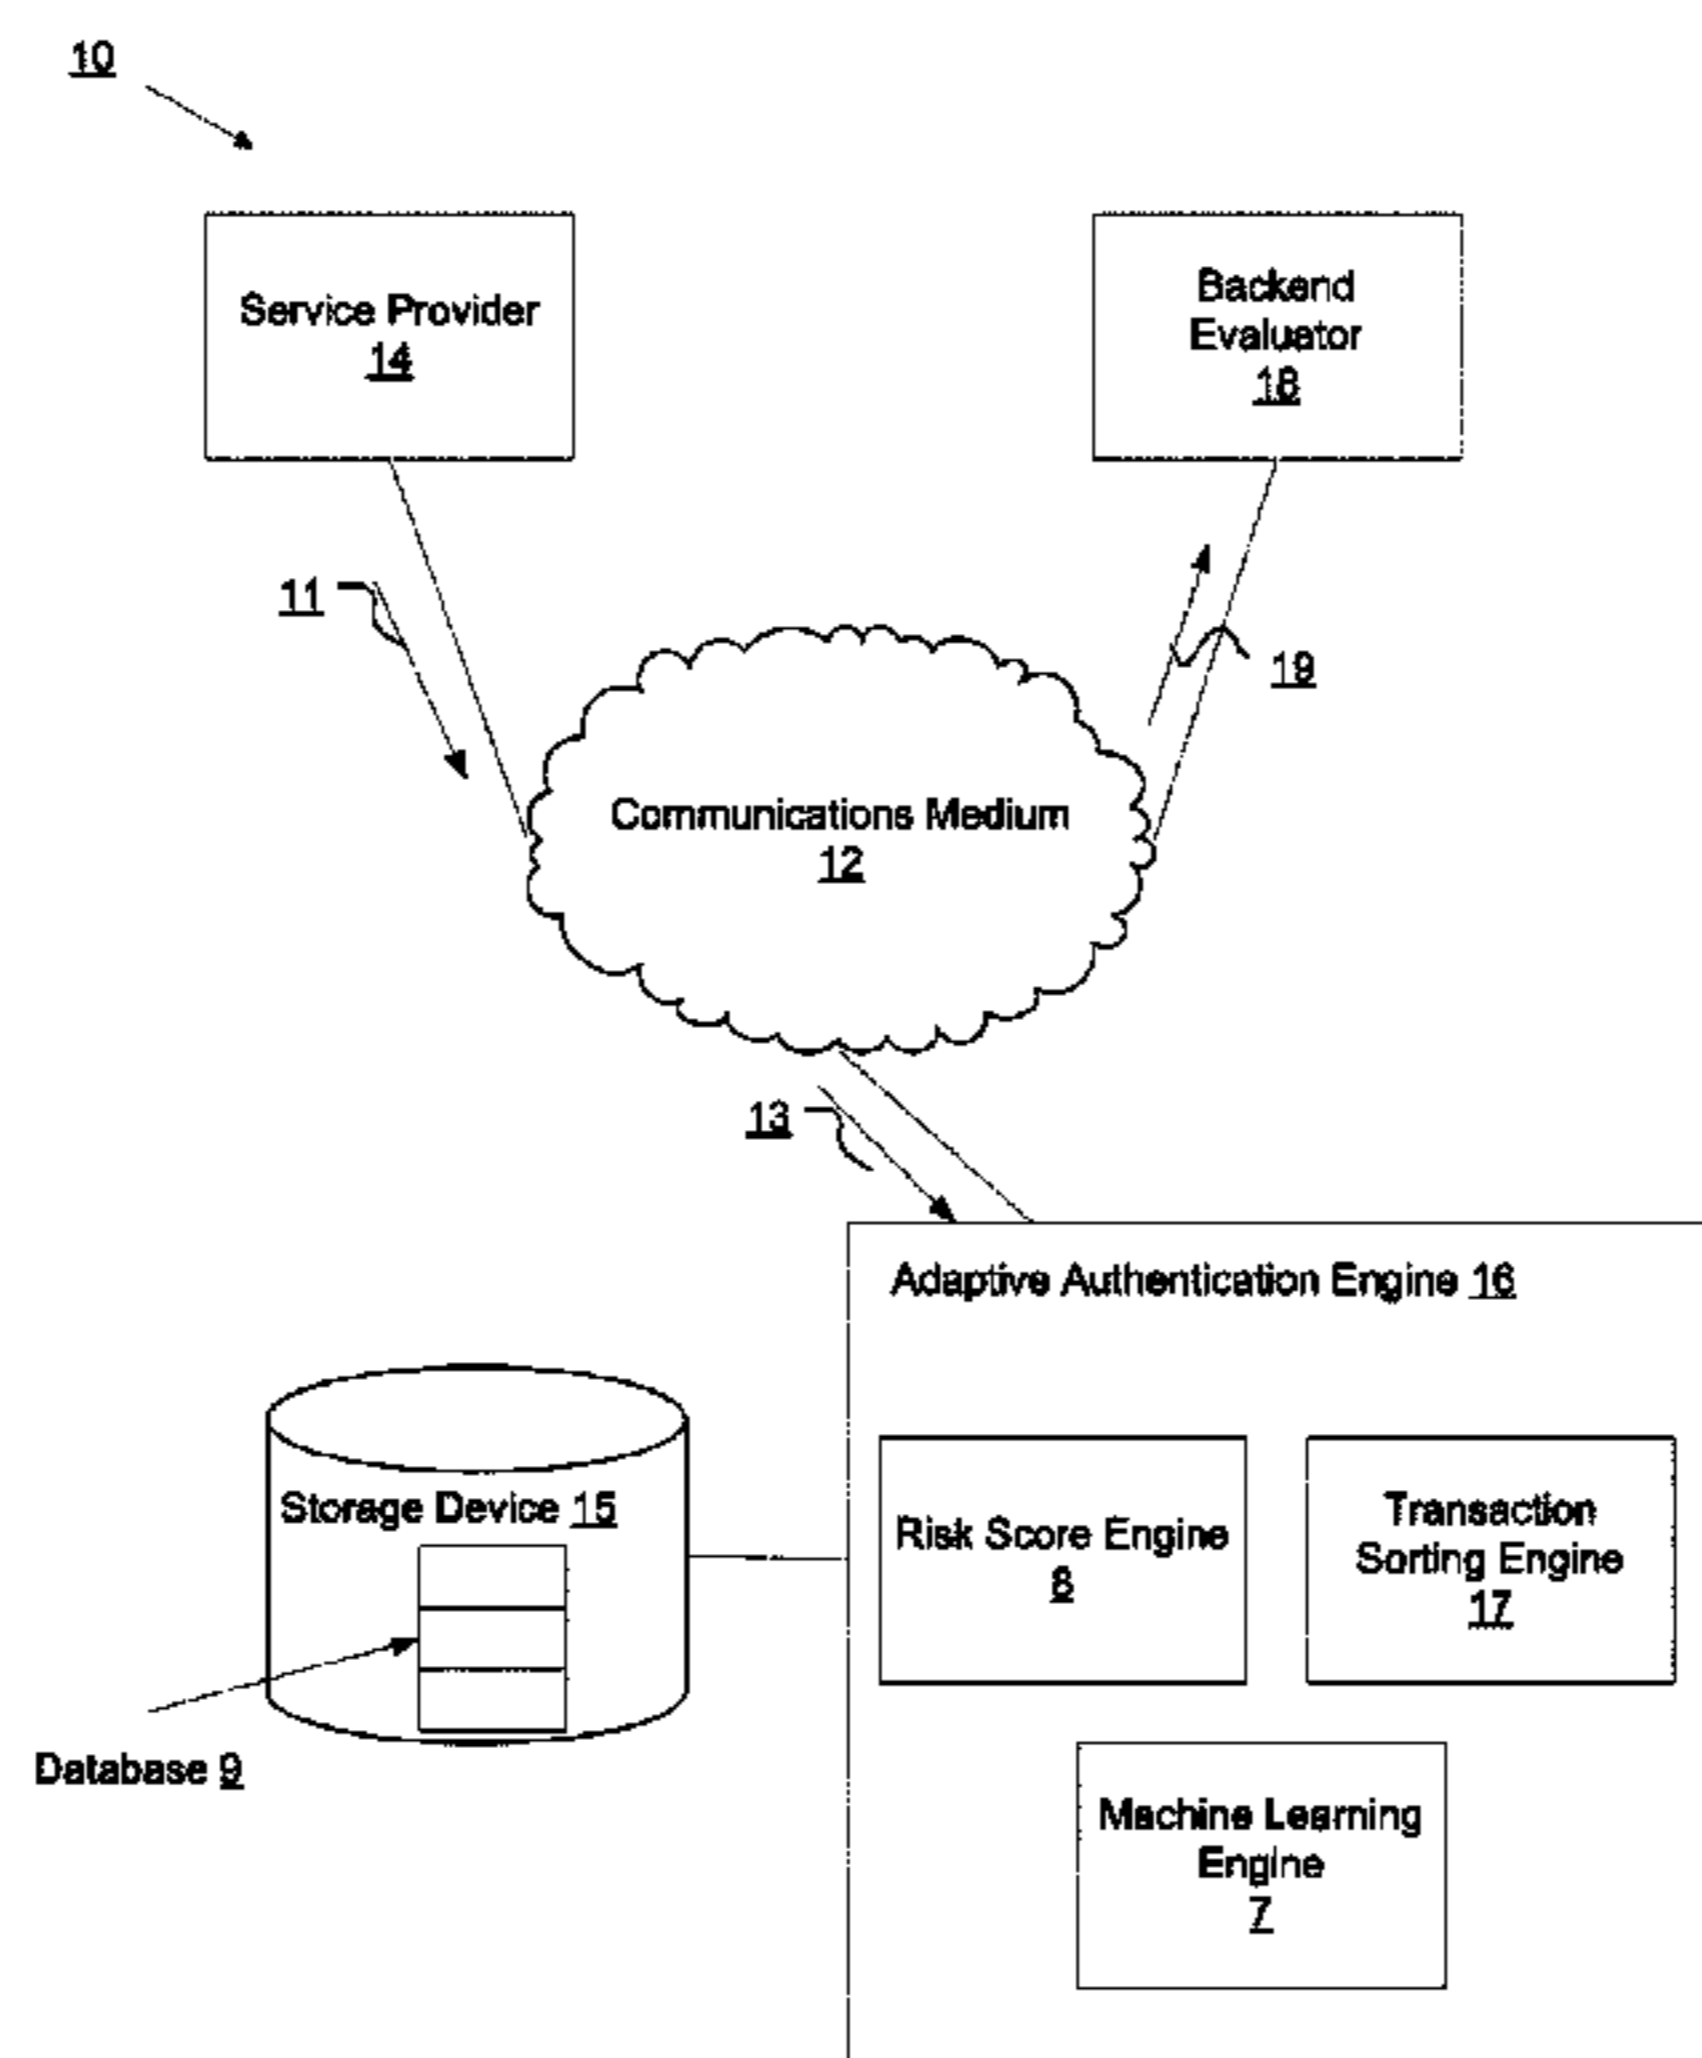 10
Service Provider
14
Backend
Evaluator
18
11
19
Communications Medium
12
13
Adaptive Authentication Engine 16
Storage Device 15
Risk Score Engine
8
Transaction
Sorting Engine
17
Database 9
Machine Learning
Engine
7